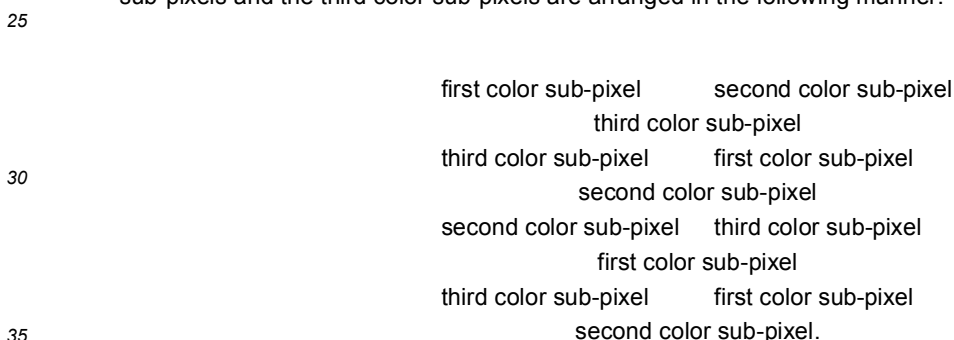 sub-pixels and the third color sub-pixels are arranged in the following manner:
25
first color sub-pixel second color sub-pixel
third color sub-pixel
third color sub-pixel first color sub-pixel
30
second color sub-pixel
second color sub-pixel third color sub-pixel
first color sub-pixel
third color sub-pixel first color sub-pixel
35 second color sub-pixel.